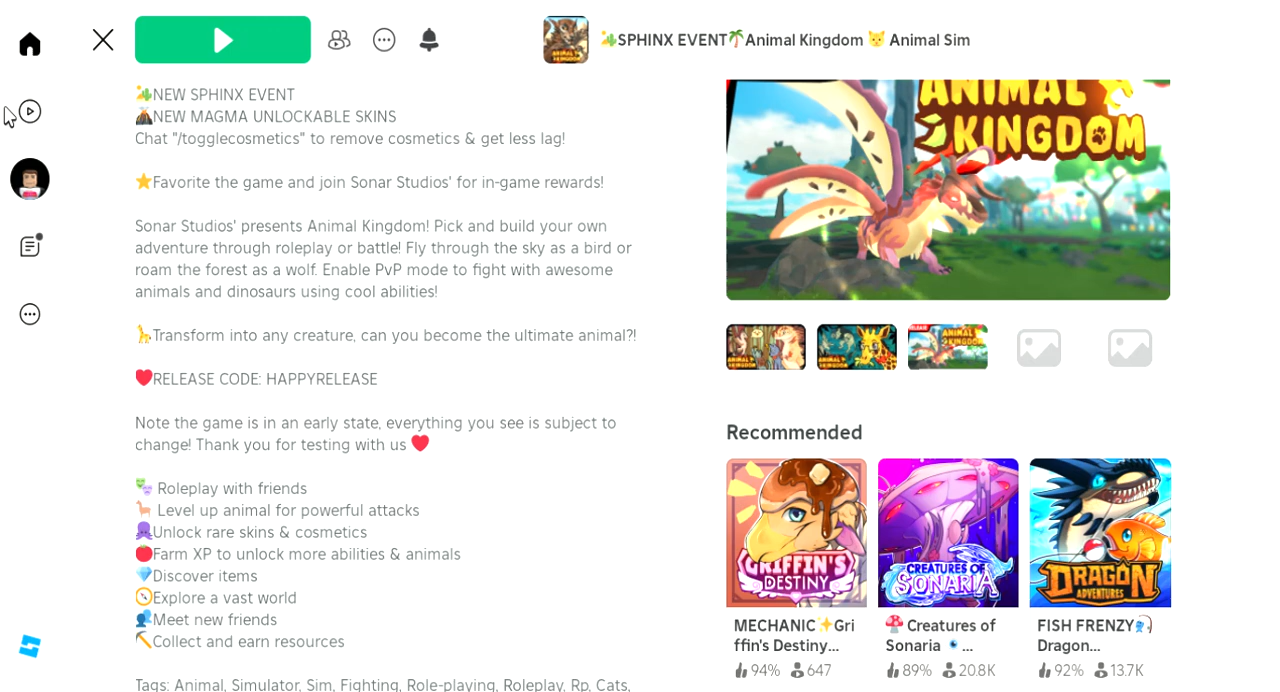 SPHINX EVENT🌴Animal Kingdom 🐱 Animal Sim
🏜️NEW SPHINX EVENT
🌋NEW MAGMA UNLOCKABLE SKINS
Chat "/togglecosmetics" to remove cosmetics & get less lag!
⭐Favorite the game and join Sonar Studios' for in-game rewards!
Sonar Studios' presents Animal Kingdom! Pick and build your own
adventure through roleplay or battle! Fly through the sky as a bird or
roam the forest as a wolf. Enable PvP mode to fight with awesome
animals and dinosaurs using cool abilities!
🦒Transform into any creature, can you become the ultimate animal?!
❤️RELEASE CODE: HAPPYRELEASE
Note the game is in an early state, everything you see is subject to
change! Thank you for testing with us ❤️
🎭 Roleplay with friends
🦙 Level up animal for powerful attacks
🐙Unlock rare skins & cosmetics
🍎Farm XP to unlock more abilities & animals
💎Discover items
🧭Explore a vast world
👥Meet new friends
⛏️Collect and earn resources
Tags: Animal, Simulator, Sim, Fighting, Role-playing, Roleplay, Rp, Cats,
ANIMAL
KINGDOM
Recommended
GRIFFIN'S
DESTINY
CREATURES OF
SONARIA
DRAGON
ADVENTURES
MECHANIC✨Gri
ffin's Destiny...
94% 647
🍄 Creatures of
Sonaria ...
89% 20.8K
FISH FRENZY🎣
Dragon...
92% 13.7K